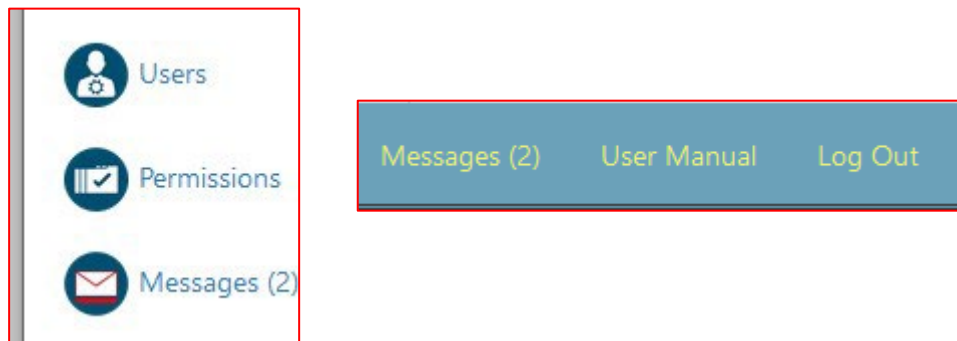 Users
Permissions
Messages (2)
Messages (2) User Manual Log Out